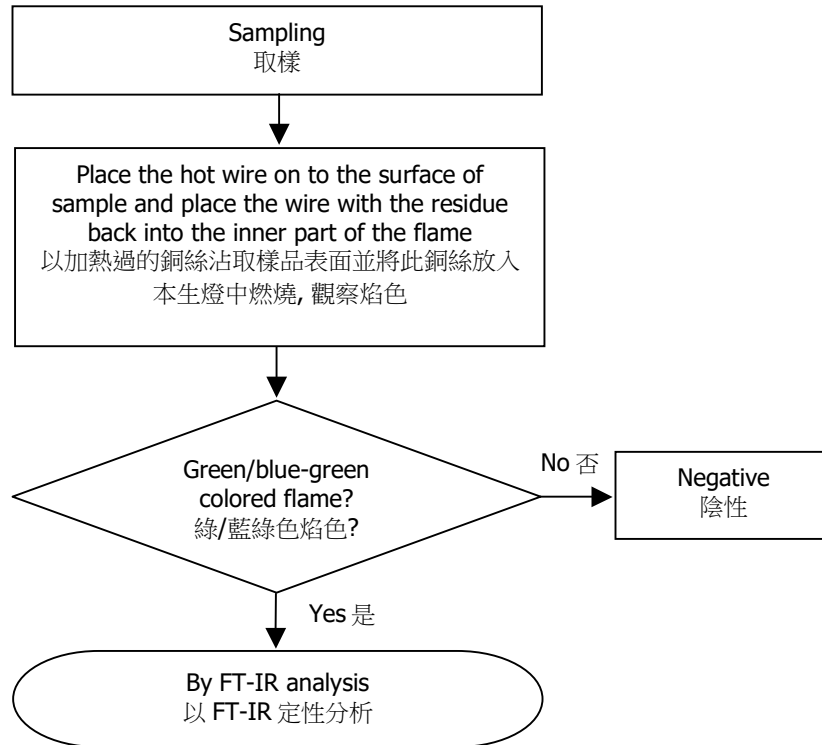 Sampling
取樣
Place the hot wire on to the surface of
sample and place the wire with the residue
back into the inner part of the flame
以加熱過的銅絲沾取樣品表面並將此銅絲放入
本生燈中燃燒, 觀察焰色
Green/blue-green
colored flame?
綠/藍綠色焰色?
No 否
Negative
陰性
Yes 是
By FT-IR analysis
以 FT-IR 定性分析